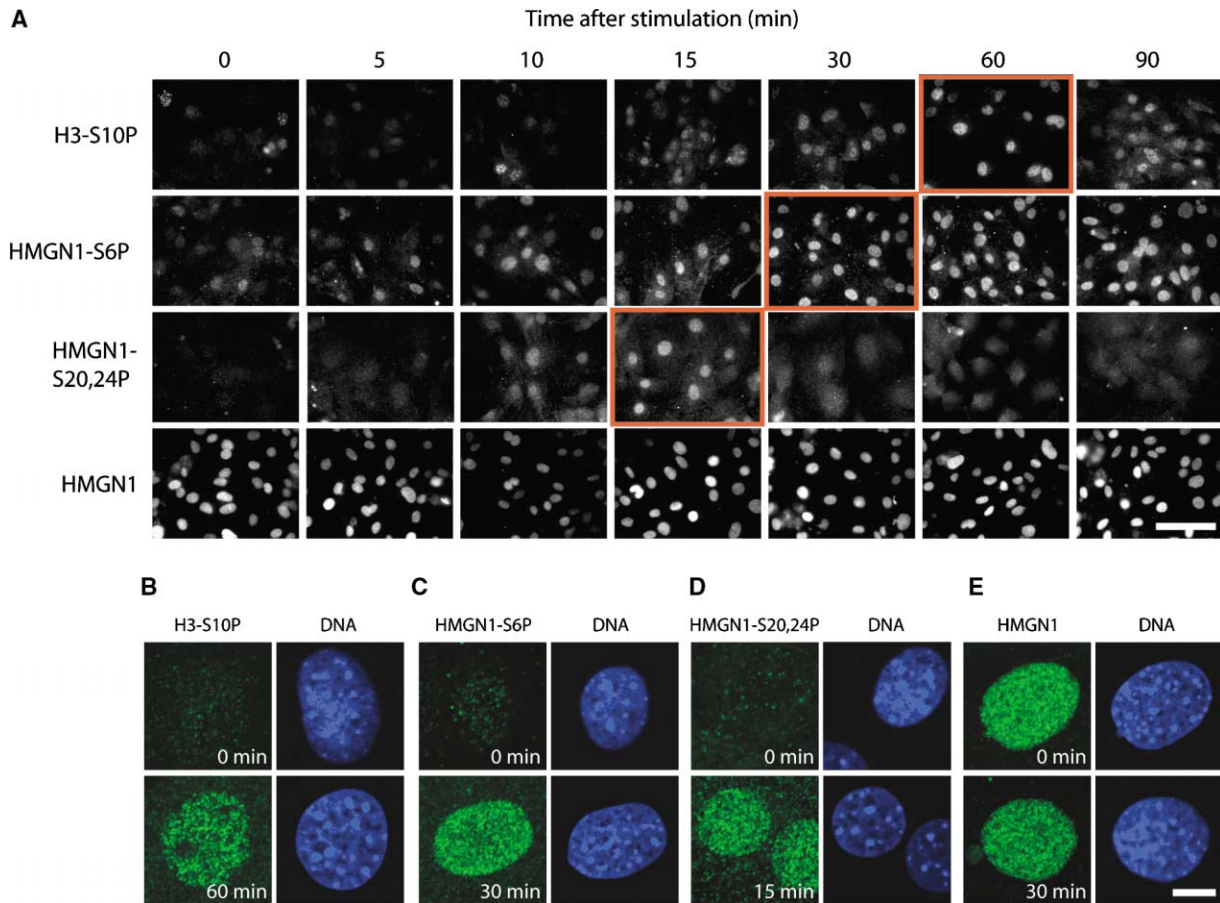 A
Time after stimulation (min)
0 5 10 15 30 60 90
H3-S10P
HMGN1-S6P
HMGN1-
S20,24P
HMGN1
B C D E
H3-S10P DNA HMGN1-S6P DNA HMGN1-S20,24P DNA HMGN1 DNA
0 min 0 min 0 min 0 min
60 min 30 min 15 min 30 min